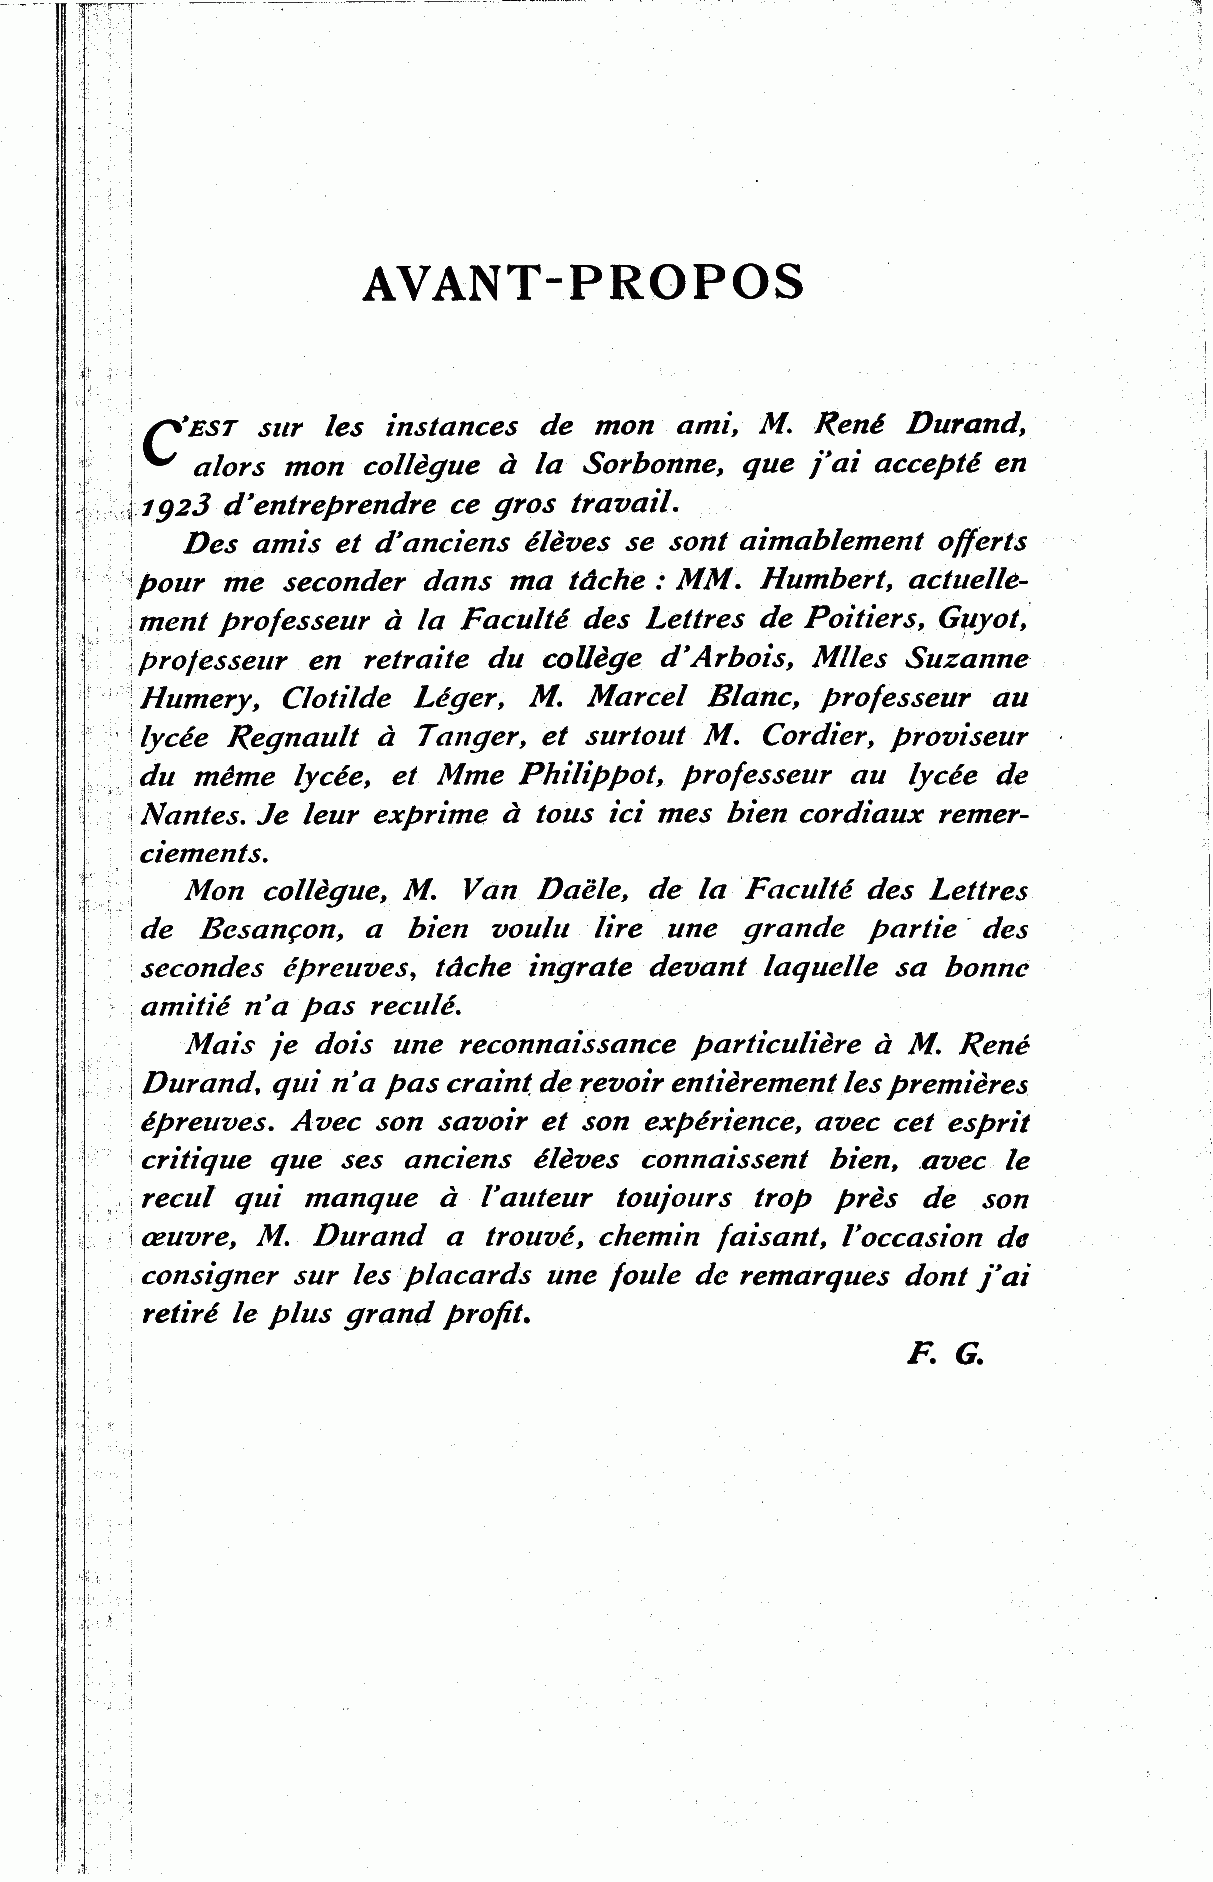 AVANT-PROPOS
C'EST sur les instances de mon ami, M. René Durand,
alors mon collègue à la Sorbonne, que j'ai accepté en
1923 d'entreprendre ce gros travail.
Des amis et d'anciens élèves se sont aimablement offerts
pour me seconder dans ma tâche : MM. Humbert, actuelle-
ment professeur à la Faculté des Lettres de Poitiers, Guyot,
professeur en retraite du collège d'Arbois, Mlles Suzanne
Humery, Clotilde Léger, M. Marcel Blanc, professeur au
lycée Regnault à Tanger, et surtout M. Cordier, proviseur
du même lycée, et Mme Philippot, professeur au lycée de
Nantes. Je leur exprime à tous ici mes bien cordiaux remer-
ciements.
Mon collègue, M. Van Daële, de la Faculté des Lettres
de Besançon, a bien voulu lire une grande partie des
secondes épreuves, tâche ingrate devant laquelle sa bonne
amitié n'a pas reculé.
Mais je dois une reconnaissance particulière à M. René
Durand, qui n'a pas craint de revoir entièrement les premières
épreuves. Avec son savoir et son expérience, avec cet esprit
critique que ses anciens élèves connaissent bien, avec le
recul qui manque à l'auteur toujours trop près de son
œuvre, M. Durand a trouvé, chemin faisant, l'occasion de
consigner sur les placards une foule de remarques dont j'ai
retiré le plus grand profit.
F. G.